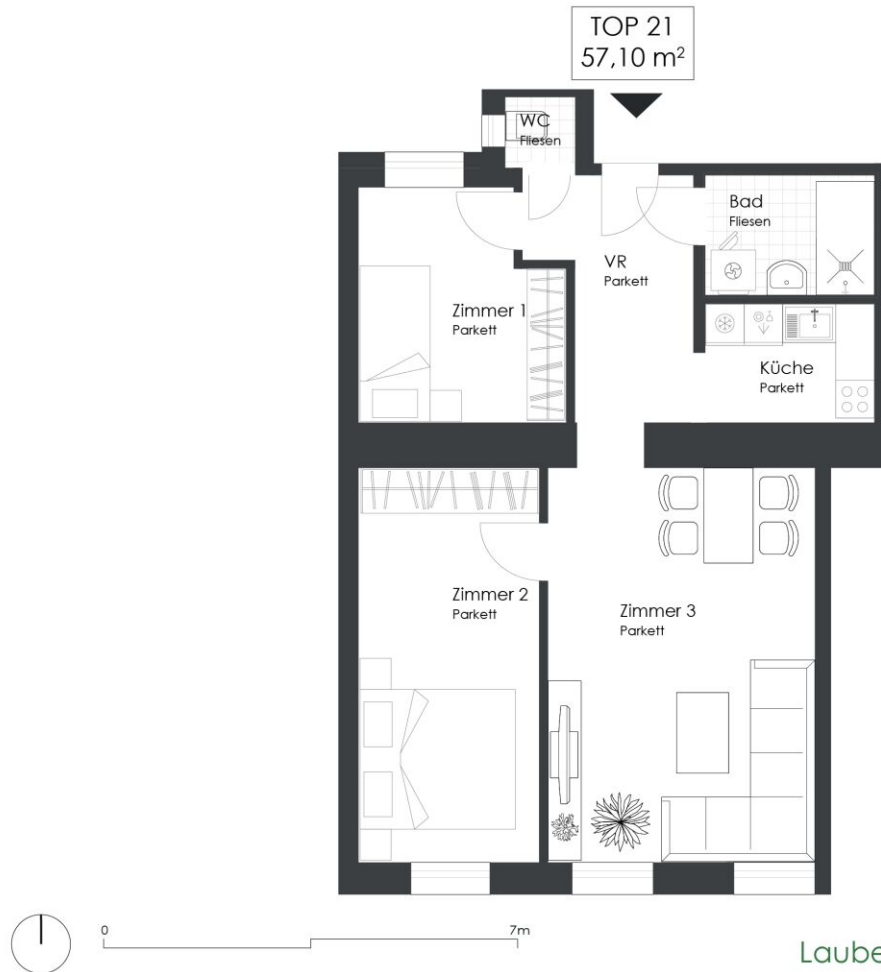 TOP 21
57,10 m²
WC
Fliesen
Bad
Fliesen
VR
Parkett
Zimmer 1
Parkett
Küche
Parkett
Zimmer 2
Parkett
Zimmer 3
Parkett
0
7m
Laube